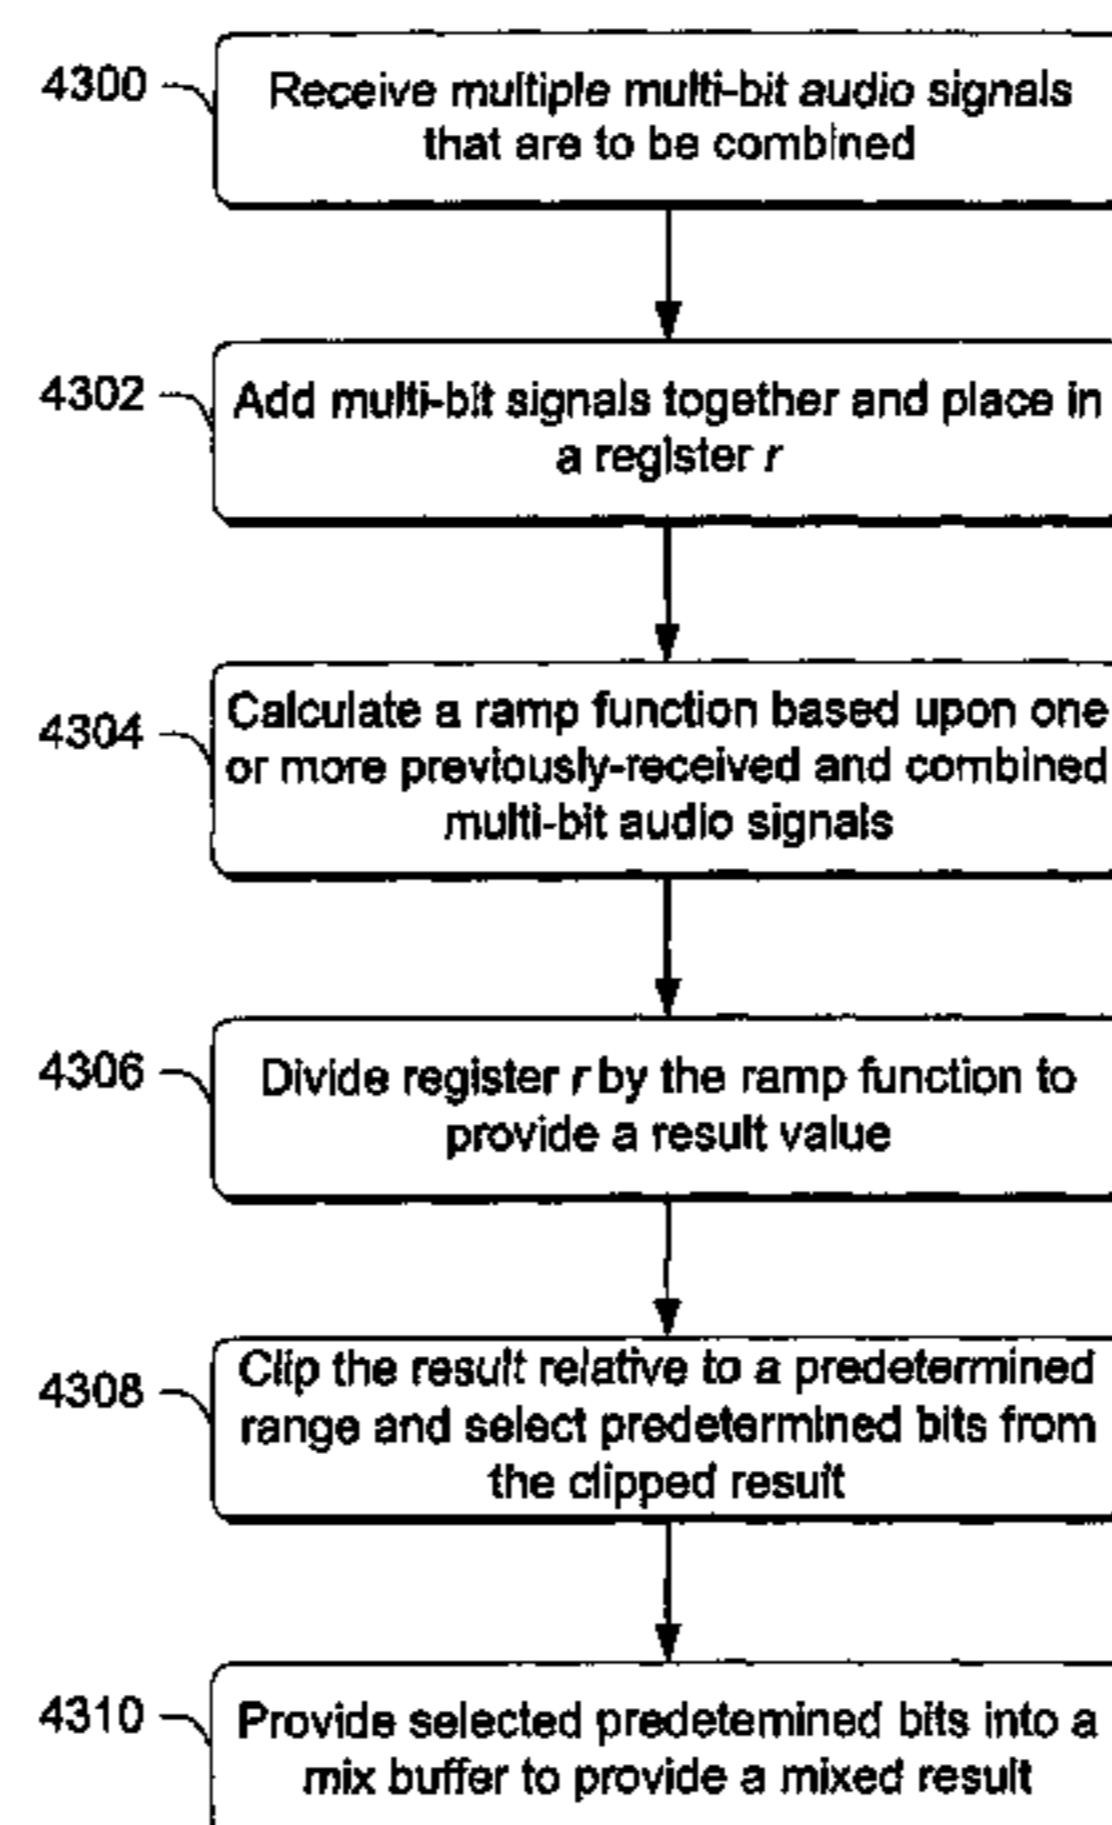 4300
Receive multiple multi-bit audio signals
that are to be combined
4302
Add multi-bit signals together and place in
a register r
4304
Calculate a ramp function based upon one
or more previously-received and combined
multi-bit audio signals
4306
Divide register r by the ramp function to
provide a result value
4308
Clip the result relative to a predetermined
range and select predetermined bits from
the clipped result
4310
Provide selected predetemined bits into a
mix buffer to provide a mixed result